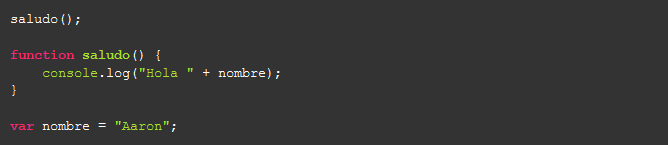 saludo();
function saludo() {
    console.log("Hola " + nombre);
}
var nombre = "Aaron";